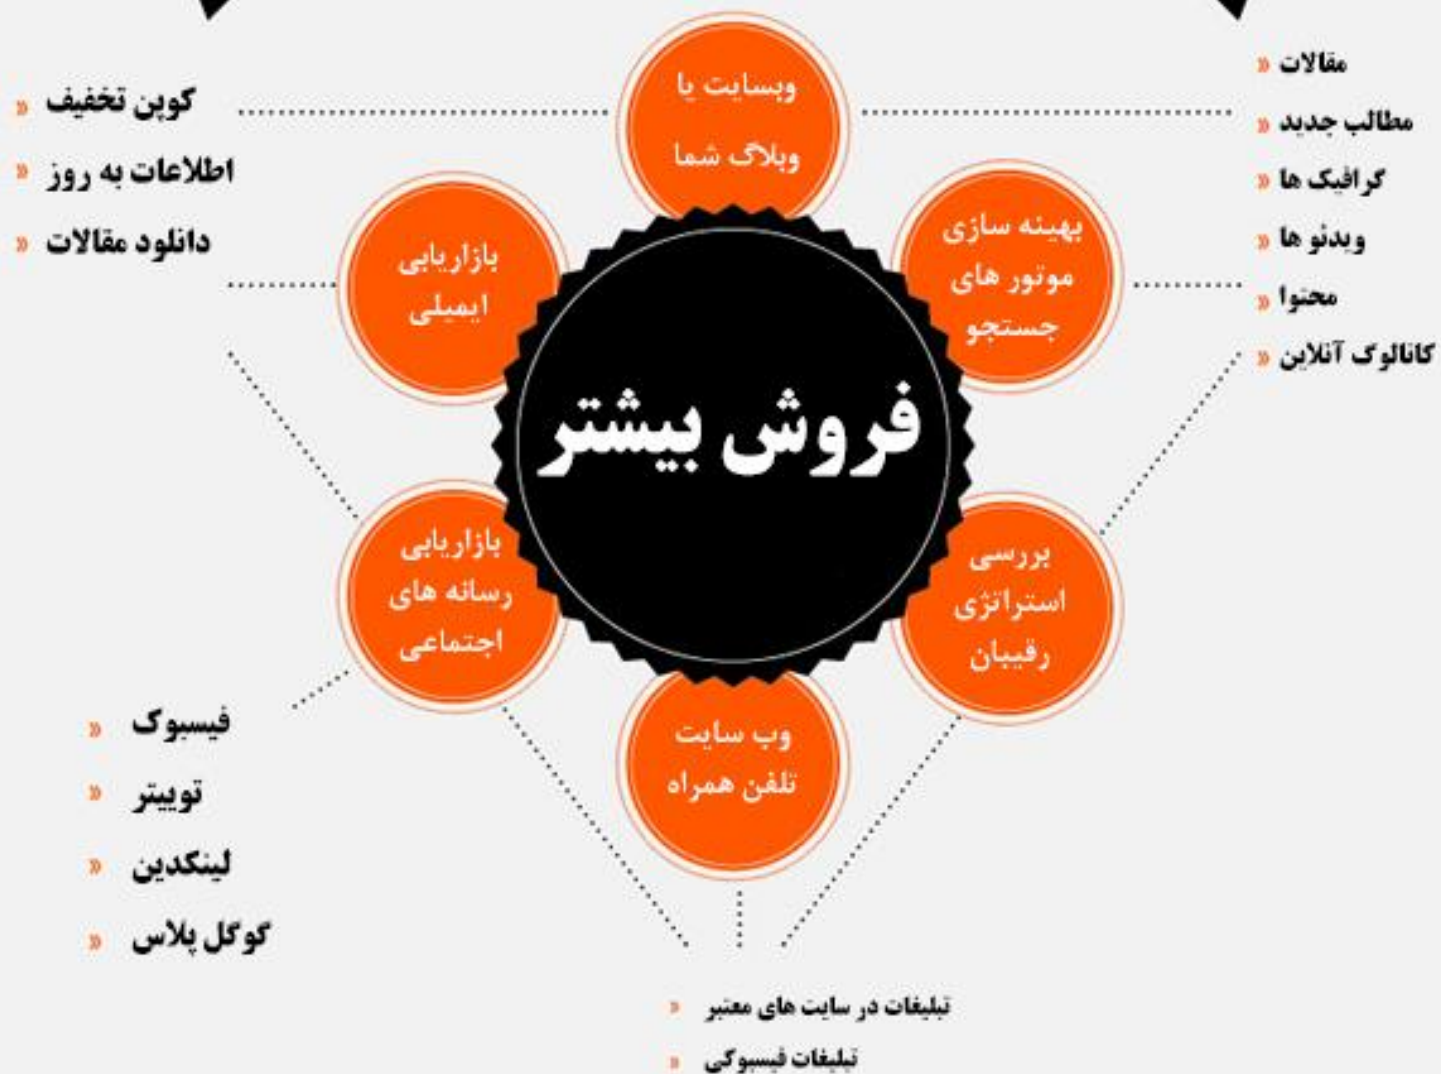 وبسایت یا
وبلاگ شما
مقالات
مطالب جدید
گرافیک ها
ویدئو ها
محتوا
کاتالوگ آنلاین
کوپن تخفیف
اطلاعات به روز
دانلود مقالات
بهینه سازی
موتور های
جستجو
بازاریابی
ایمیلی
فروش بیشتر
بررسی
استراتژی
رقیبان
بازاریابی
رسانه های
اجتماعی
وب سایت
تلفن همراه
فیسبوک
توییتر
لینکدین
گوگل پلاس
تبلیغات در سایت های معتبر
تبلیغات فیسبوکی